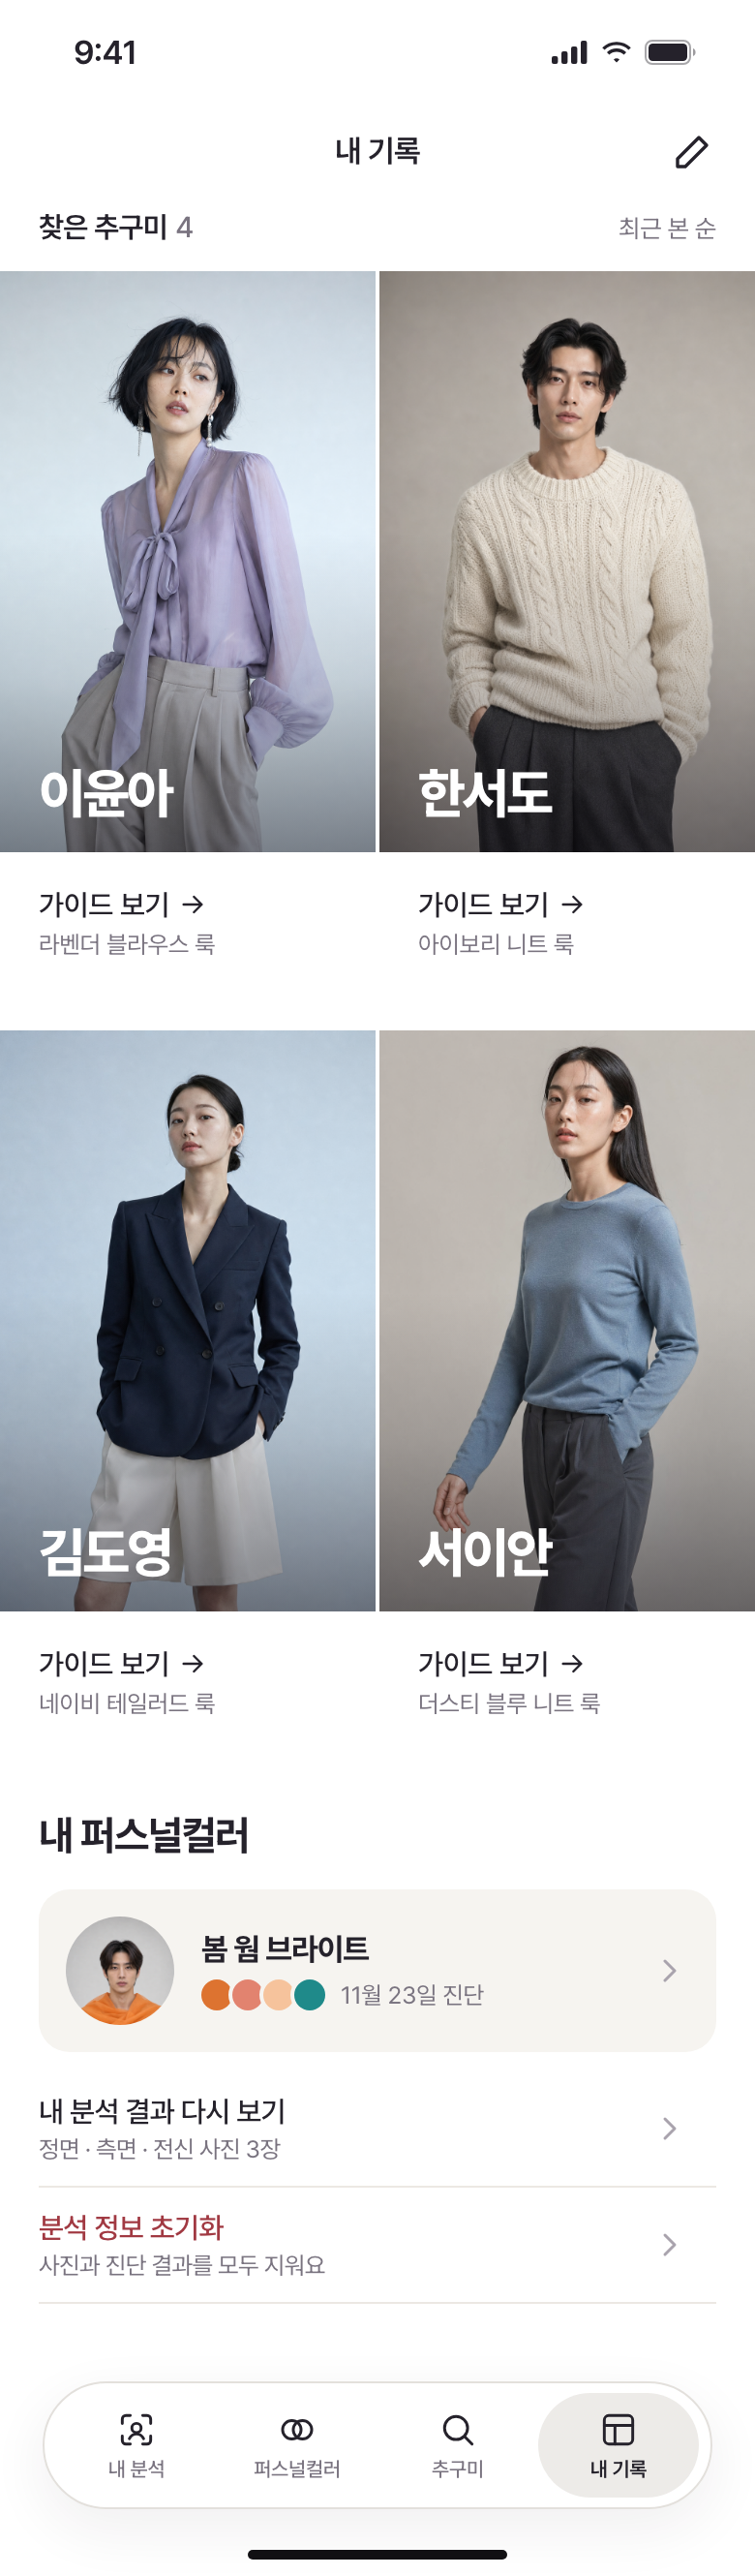 9:41
내 기록
찾은 추구미 4
최근 본 순
이윤아
한서도
가이드 보기 →
라벤더 블라우스 룩
가이드 보기 →
아이보리 니트 룩
김도영
서이안
가이드 보기 →
네이비 테일러드 룩
가이드 보기 →
더스티 블루 니트 룩
내 퍼스널컬러
봄 웜 브라이트
11월 23일 진단
내 분석 결과 다시 보기
정면 · 측면 · 전신 사진 3장
분석 정보 초기화
사진과 진단 결과를 모두 지워요
내 분석
퍼스널컬러
추구미
내 기록